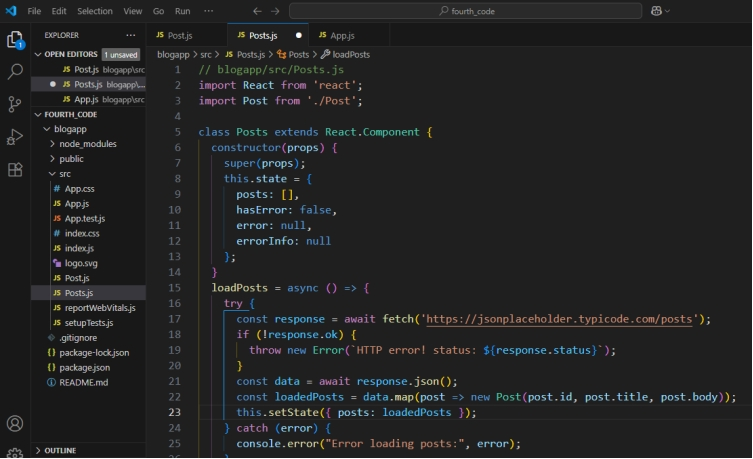 File Edit Selection View Go Run ··· fourth_code
EXPLORER ···
OPEN EDITORS 1 unsaved
JS Post.js blogapp\src
JS Posts.js blogapp\...
JS App.js blogapp\src
FOURTH_CODE
blogapp
node_modules
public
src
# App.css
JS App.js
JS App.test.js
# index.css
JS index.js
logo.svg
JS Post.js
JS Posts.js
JS reportWebVitals.js
JS setupTests.js
.gitignore
{} package-lock.json
{} package.json
README.md
OUTLINE
1
JS Post.js JS Posts.js JS App.js
blogapp > src > JS Posts.js > Posts > loadPosts
1 // blogapp/src/Posts.js
2 import React from 'react';
3 import Post from './Post';
4
5 class Posts extends React.Component {
6 constructor(props) {
7 super(props);
8 this.state = {
9 posts: [],
10 hasError: false,
11 error: null,
12 errorInfo: null
13 };
14 }
15 loadPosts = async () => {
16 try {
17 const response = await fetch('https://jsonplaceholder.typicode.com/posts');
18 if (!response.ok) {
19 throw new Error(`HTTP error! status: ${response.status}`);
20 }
21 const data = await response.json();
22 const loadedPosts = data.map(post => new Post(post.id, post.title, post.body));
23 this.setState({ posts: loadedPosts });
24 } catch (error) {
25 console.error("Error loading posts:", error);